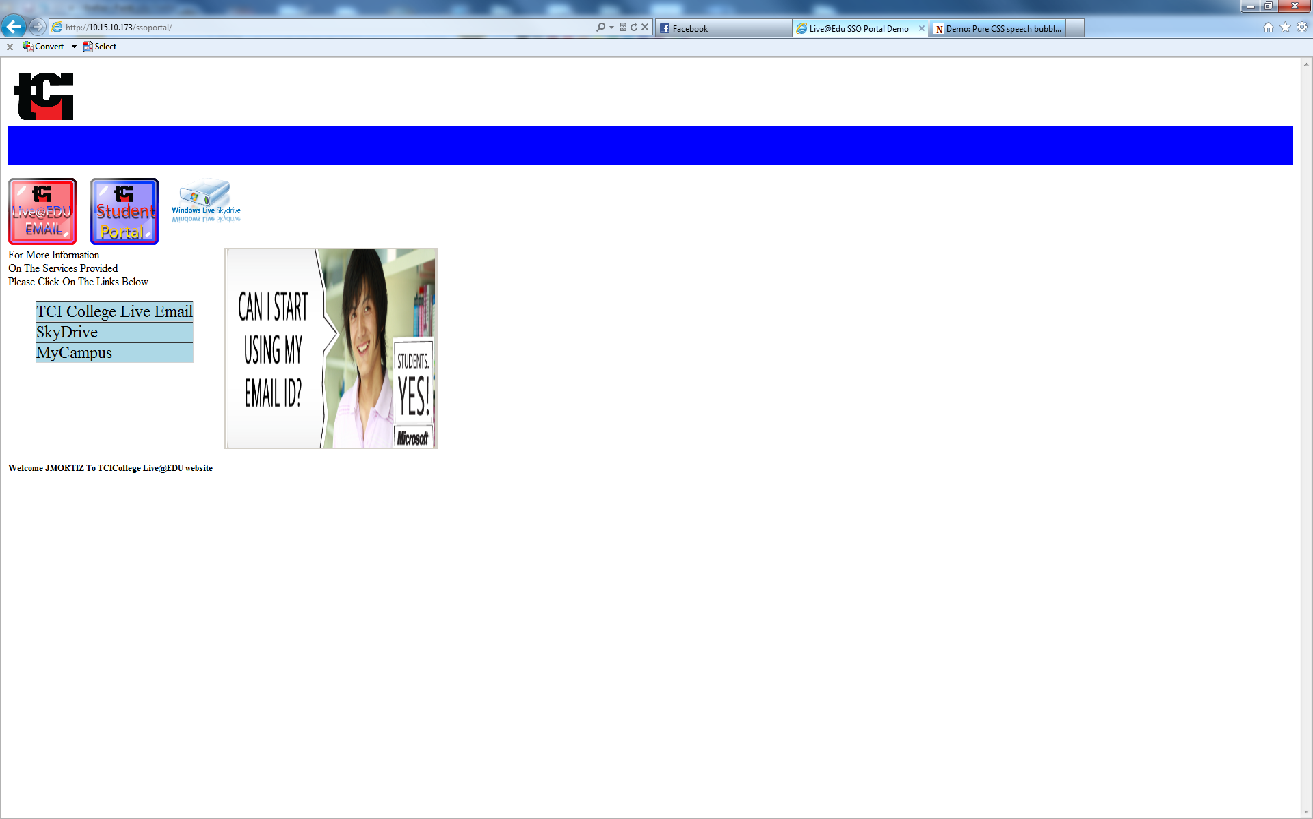 http://10.15.10.173/ssoportal/
Facebook
Live@Edu SSO Portal Demo
Demo: Pure CSS speech bubbl...
Convert
Select
tci
tci
Live@EDU
EMAIL
tci
Student
Portal
Windows Live Skydrive
For More Information
On The Services Provided
Please Click On The Links Below
TCI College Live Email
SkyDrive
MyCampus
CAN I START
USING MY
EMAIL ID?
STUDENTS,
YES!
Microsoft
Welcome JMORTIZ To TCICollege Live@EDU website